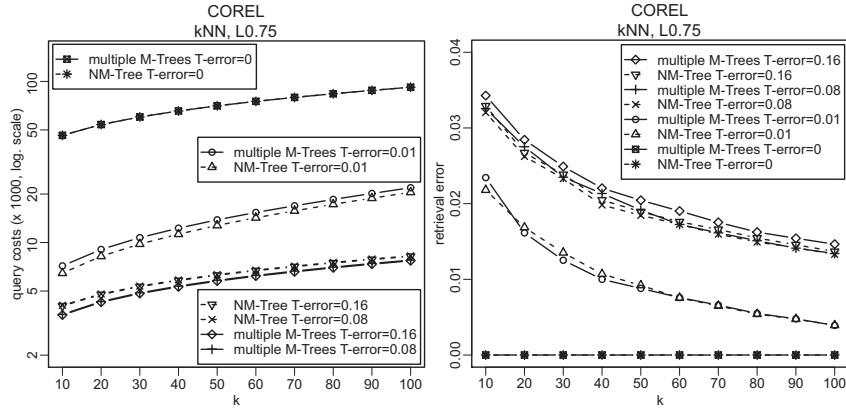 COREL
kNN, L0.75
query costs (x 1000, log. scale)
100
50
20
10
5
2
multiple M-Trees T-error=0
NM-Tree T-error=0
multiple M-Trees T-error=0.01
NM-Tree T-error=0.01
NM-Tree T-error=0.16
NM-Tree T-error=0.08
multiple M-Trees T-error=0.16
multiple M-Trees T-error=0.08
10 20 30 40 50 60 70 80 90 100
k
COREL
kNN, L0.75
retrieval error
0.04
0.03
0.02
0.01
0.00
multiple M-Trees T-error=0.16
NM-Tree T-error=0.16
multiple M-Trees T-error=0.08
NM-Tree T-error=0.08
multiple M-Trees T-error=0.01
NM-Tree T-error=0.01
multiple M-Trees T-error=0
NM-Tree T-error=0
10 20 30 40 50 60 70 80 90 100
k